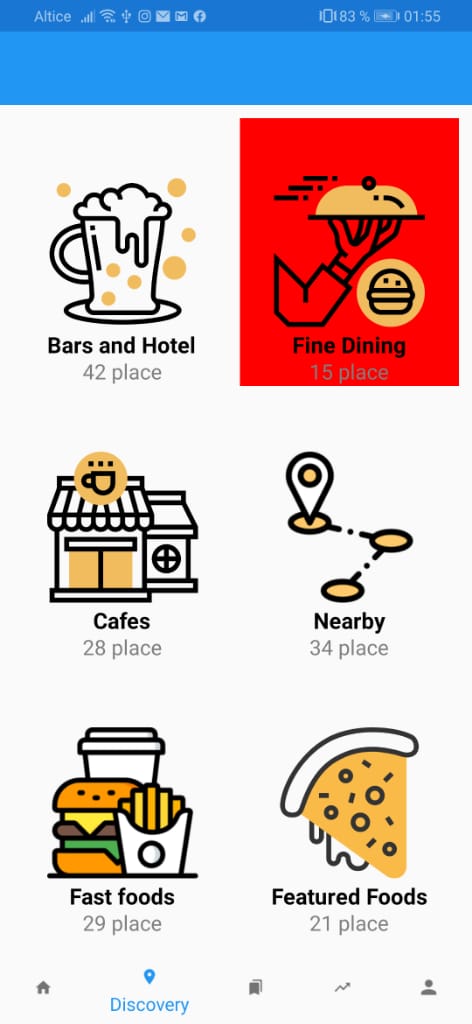 Altice 83 % 01:55
Bars and Hotel
42 place
Fine Dining
15 place
Cafes
28 place
Nearby
34 place
Fast foods
29 place
Featured Foods
21 place
Discovery